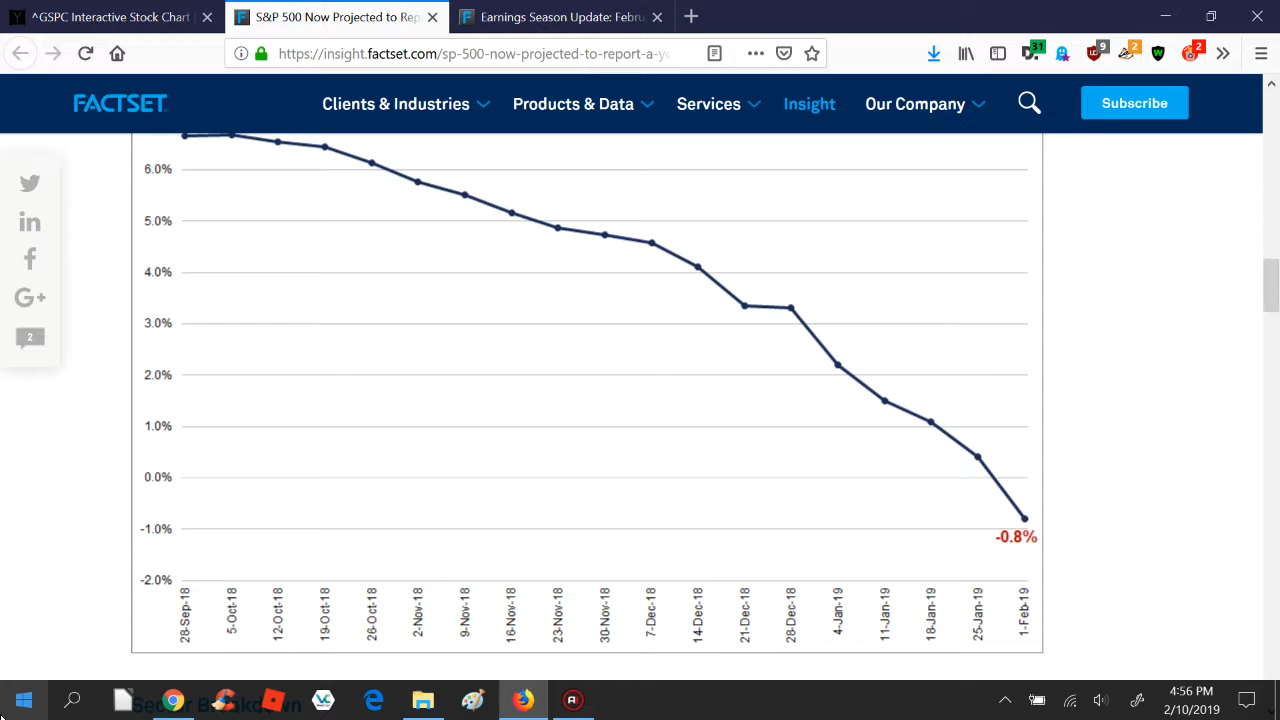 ^GSPC Interactive Stock Chart
S&P 500 Now Projected to Rep
Earnings Season Update: Febru
https://insight.factset.com/sp-500-now-projected-to-report-a-ye
31
9
2
2
FACTSET
Clients & Industries
Products & Data
Services
Insight
Our Company
Subscribe
6.0%
5.0%
4.0%
3.0%
2.0%
1.0%
0.0%
-1.0%
-2.0%
-0.8%
28-Sep-18
5-Oct-18
12-Oct-18
19-Oct-18
26-Oct-18
2-Nov-18
9-Nov-18
16-Nov-18
23-Nov-18
30-Nov-18
7-Dec-18
14-Dec-18
21-Dec-18
28-Dec-18
4-Jan-19
11-Jan-19
18-Jan-19
25-Jan-19
1-Feb-19
in
f
G+
2
Sector Breakdown
4:56 PM
2/10/2019